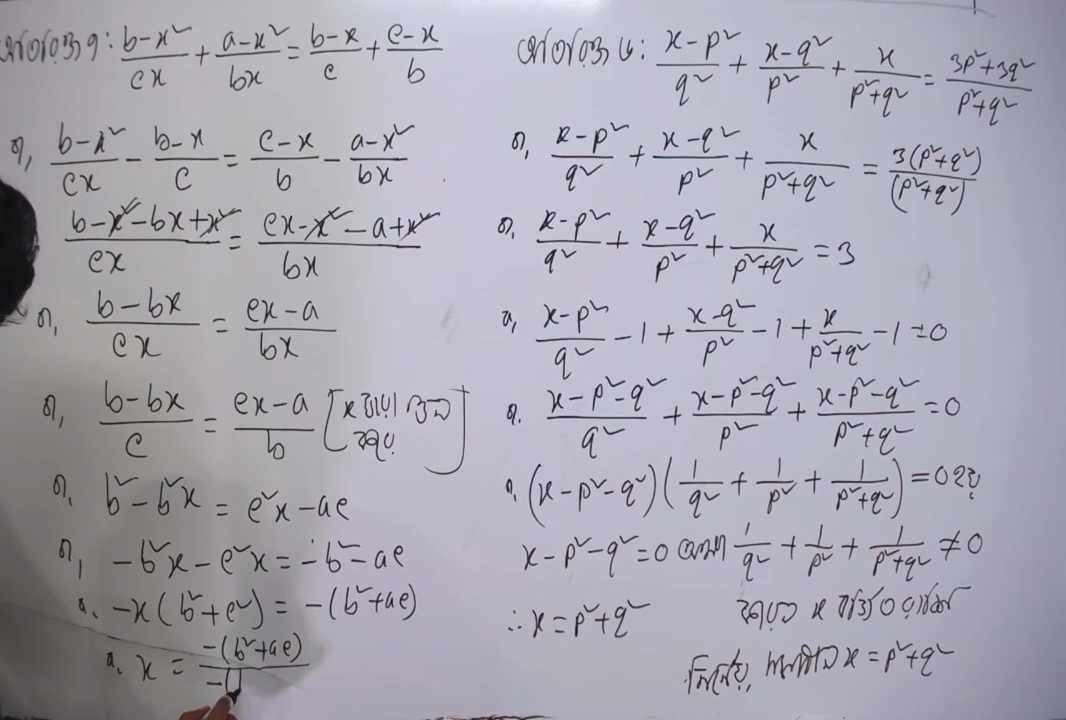 b-x²/cx + a-x²/bx = b-x/c + c-x/b
বা, b-x²/cx - b-x/c = c-x/b - a-x²/bx
b-x²-bx+x²/cx = cx-x²-a+x²/bx
বা, b-bx/cx = cx-a/bx
বা, b-bx/c = cx-a/b
বা, b²-b²x = c²x-ac
বা, -b²x-c²x = -b²-ac
বা, -x(b²+c²) = -(b²+ac)
বা, x = -(b²+ac)/-(
x-p²/q² + x-q²/p² + x/p²+q² = 3p²+3q²/p²+q²
বা, x-p²/q² + x-q²/p² + x/p²+q² = 3(p²+q²)/(p²+q²)
বা, x-p²/q² + x-q²/p² + x/p²+q² = 3
বা, x-p²/q² -1 + x-q²/p² -1 + x/p²+q² -1 = 0
বা, x-p²-q²/q² + x-p²-q²/p² + x-p²-q²/p²+q² = 0
বা, (x-p²-q²)(1/q² + 1/p² + 1/p²+q²) = 0
x-p²-q²=0 1/q² + 1/p² + 1/p²+q² ≠ 0
∴ x = p²+q²
x = p²+q²